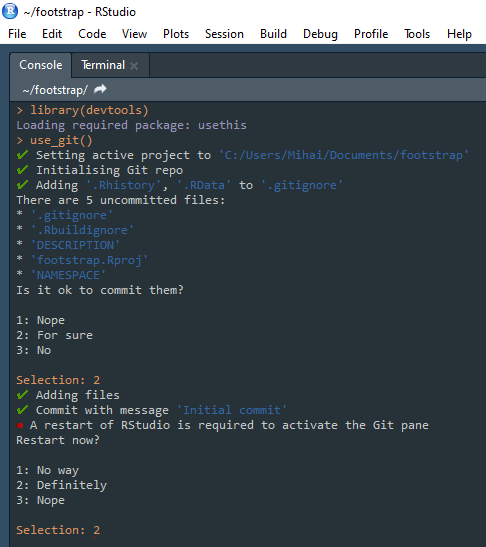 R ~/footstrap - RStudio
File Edit Code View Plots Session Build Debug Profile Tools Help
Console Terminal ×
~/footstrap/
> library(devtools)
Loading required package: usethis
> use_git()
✔ Setting active project to 'C:/Users/Mihai/Documents/footstrap'
✔ Initialising Git repo
✔ Adding '.Rhistory', '.RData' to '.gitignore'
There are 5 uncommitted files:
* '.gitignore'
* '.Rbuildignore'
* 'DESCRIPTION'
* 'footstrap.Rproj'
* 'NAMESPACE'
Is it ok to commit them?
1: Nope
2: For sure
3: No
Selection: 2
✔ Adding files
✔ Commit with message 'Initial commit'
● A restart of RStudio is required to activate the Git pane
Restart now?
1: No way
2: Definitely
3: Nope
Selection: 2